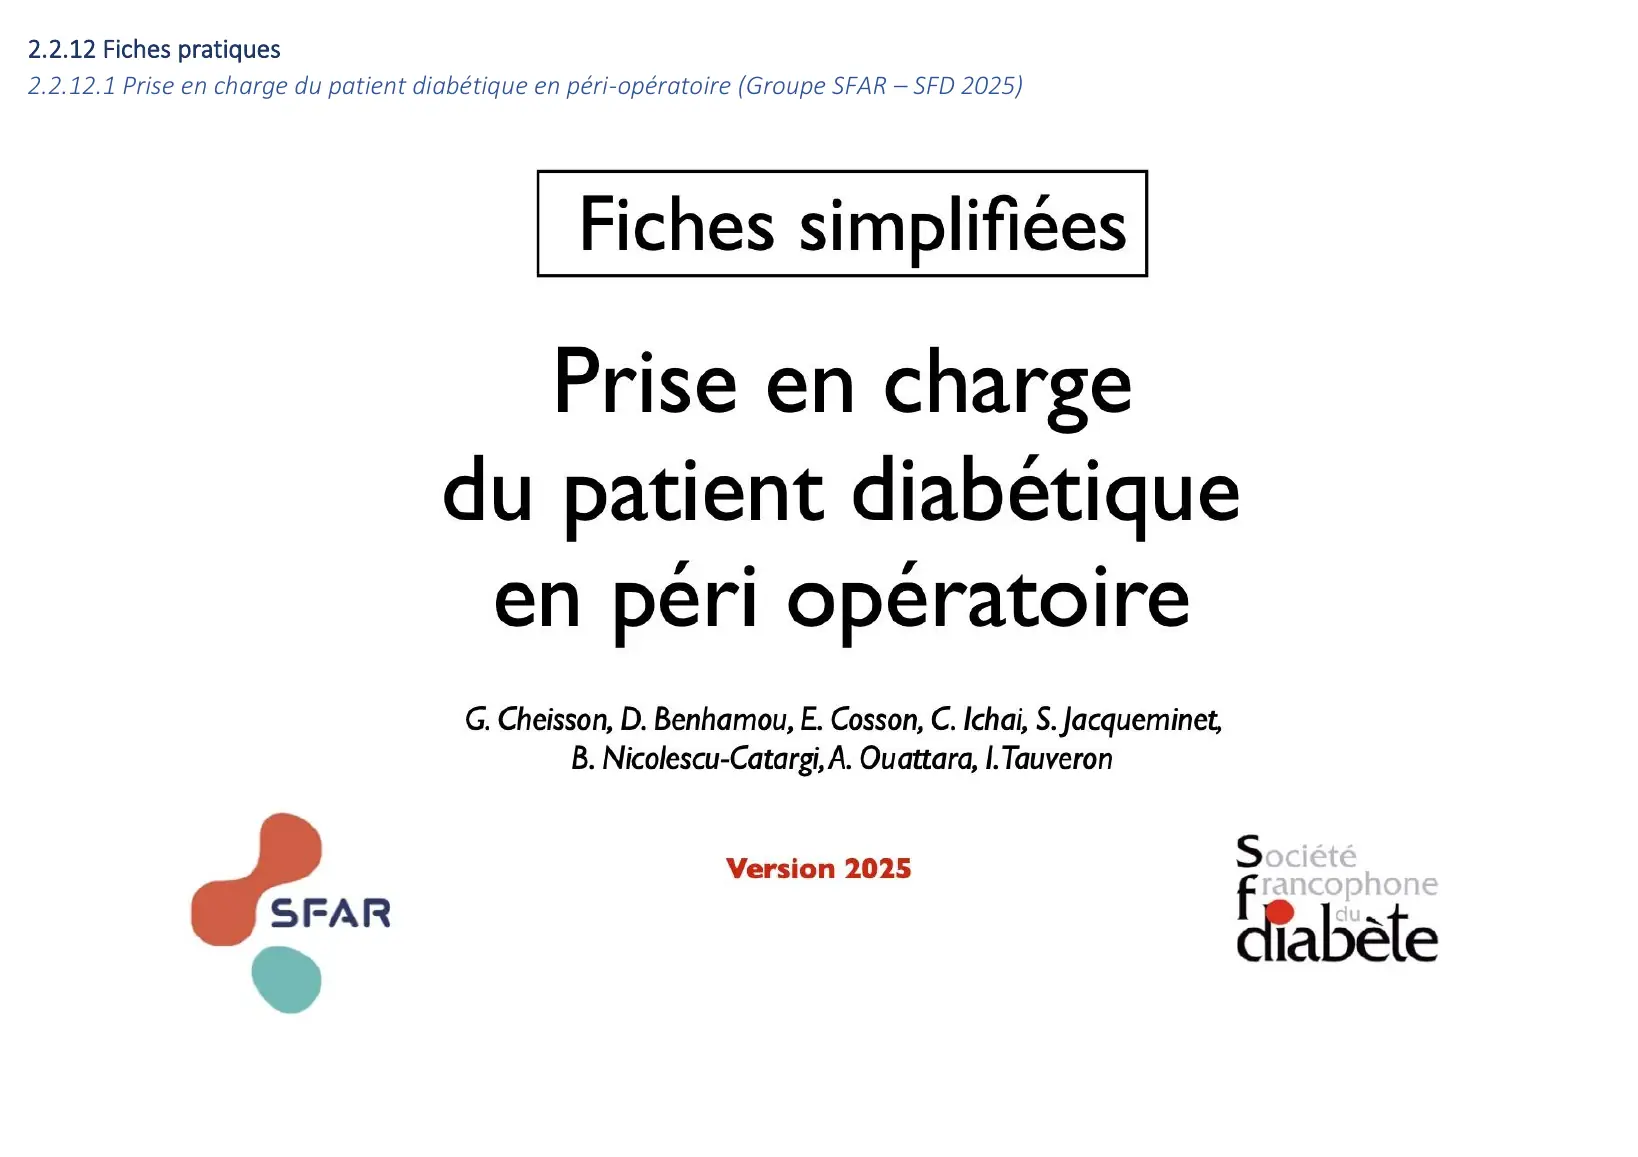 2.2.12 Fiches pratiques
2.2.12.1 Prise en charge du patient diabétique en péri-opératoire (Groupe SFAR – SFD 2025)
Fiches simplifiées
Prise en charge
du patient diabétique
en péri opératoire
G. Cheisson, D. Benhamou, E. Cosson, C. Ichai, S. Jacqueminet,
B. Nicolescu-Catargi, A. Ouattara, I. Tauveron
Version 2025
SFAR
Société
francophone
du
diabète